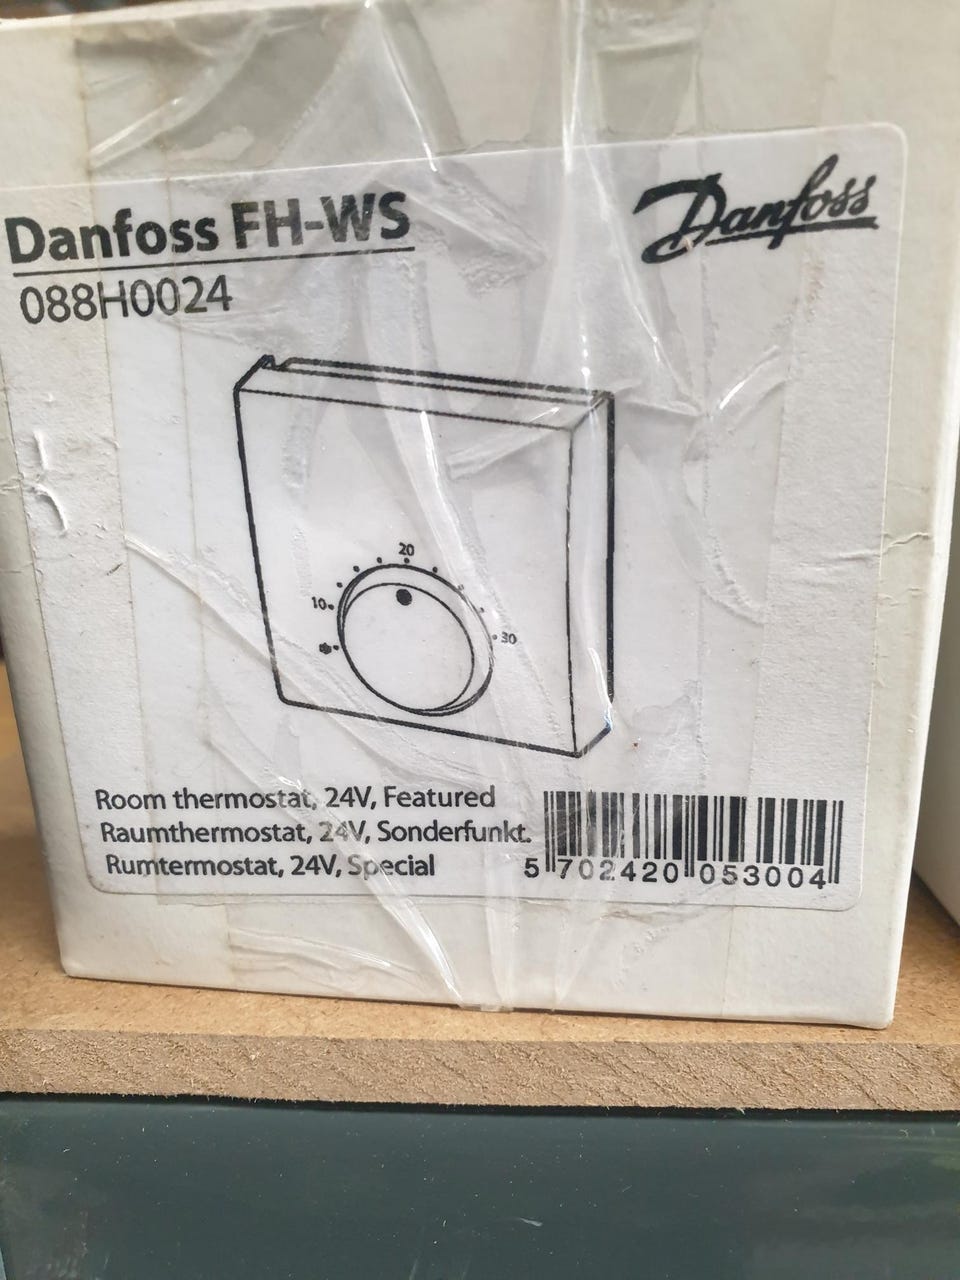 Danfoss FH-WS
Danfoss
088H0024
20
10
30
Room thermostat, 24V, Featured
Raumthermostat, 24V, Sonderfunkt.
Rumtermostat, 24V, Special
5 702420 053004